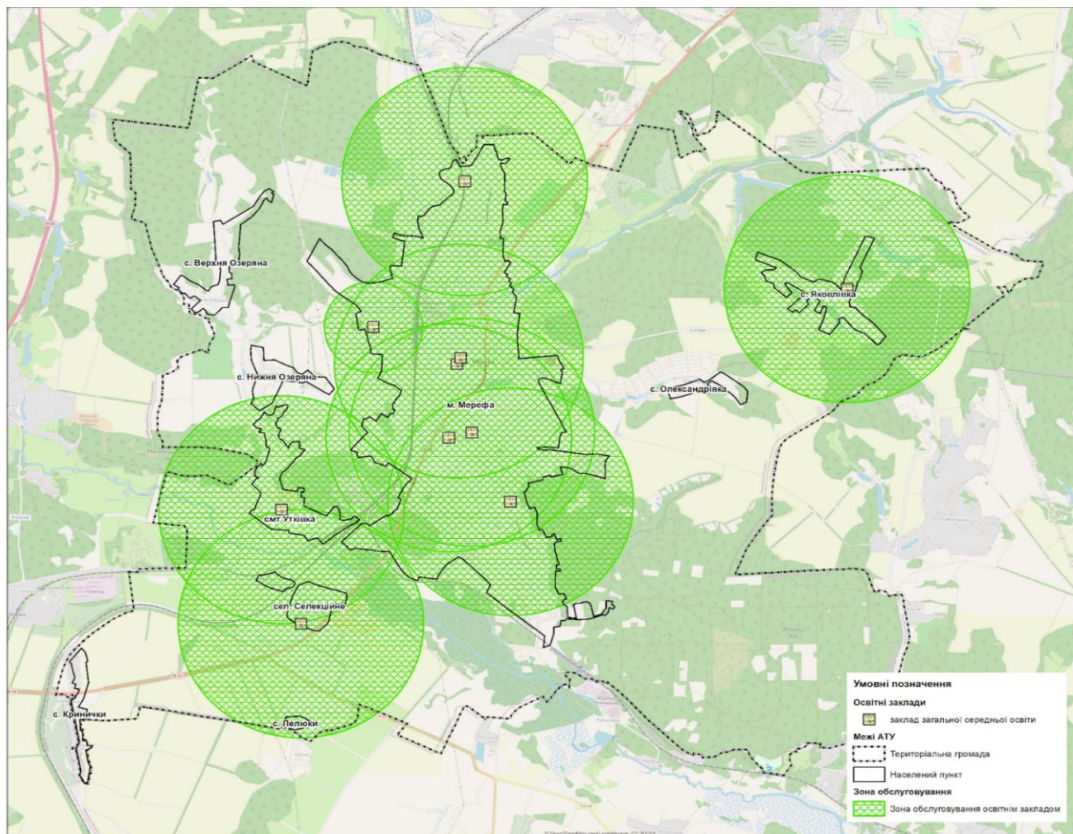 с. Верхня Озеряна
с. Яковлівка
с. Нижня Озеряна
с. Олександрівка
м. Мерефа
смт Утківка
сел. Селекційне
с. Кринички
с. Лелюки
Умовні позначення
Освітні заклади
заклад загальної середньої освіти
Межі АТУ
Територіальна громада
Населений пункт
Зона обслуговування
Зона обслуговування освітнім закладом